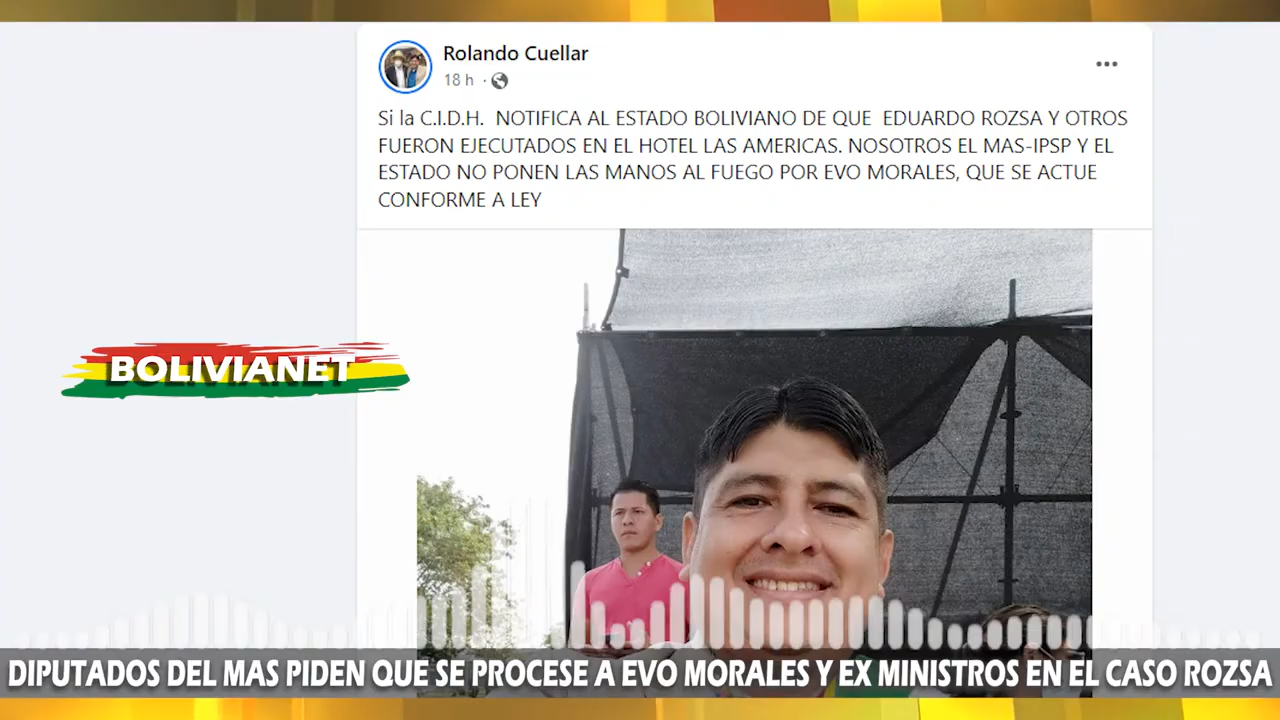 Rolando Cuellar
18 h ·
Si la C.I.D.H. NOTIFICA AL ESTADO BOLIVIANO DE QUE EDUARDO ROZSA Y OTROS
FUERON EJECUTADOS EN EL HOTEL LAS AMERICAS. NOSOTROS EL MAS-IPSP Y EL
ESTADO NO PONEN LAS MANOS AL FUEGO POR EVO MORALES, QUE SE ACTUE
CONFORME A LEY
BOLIVIANET
DIPUTADOS DEL MAS PIDEN QUE SE PROCESE A EVO MORALES Y EX MINISTROS EN EL CASO ROZSA